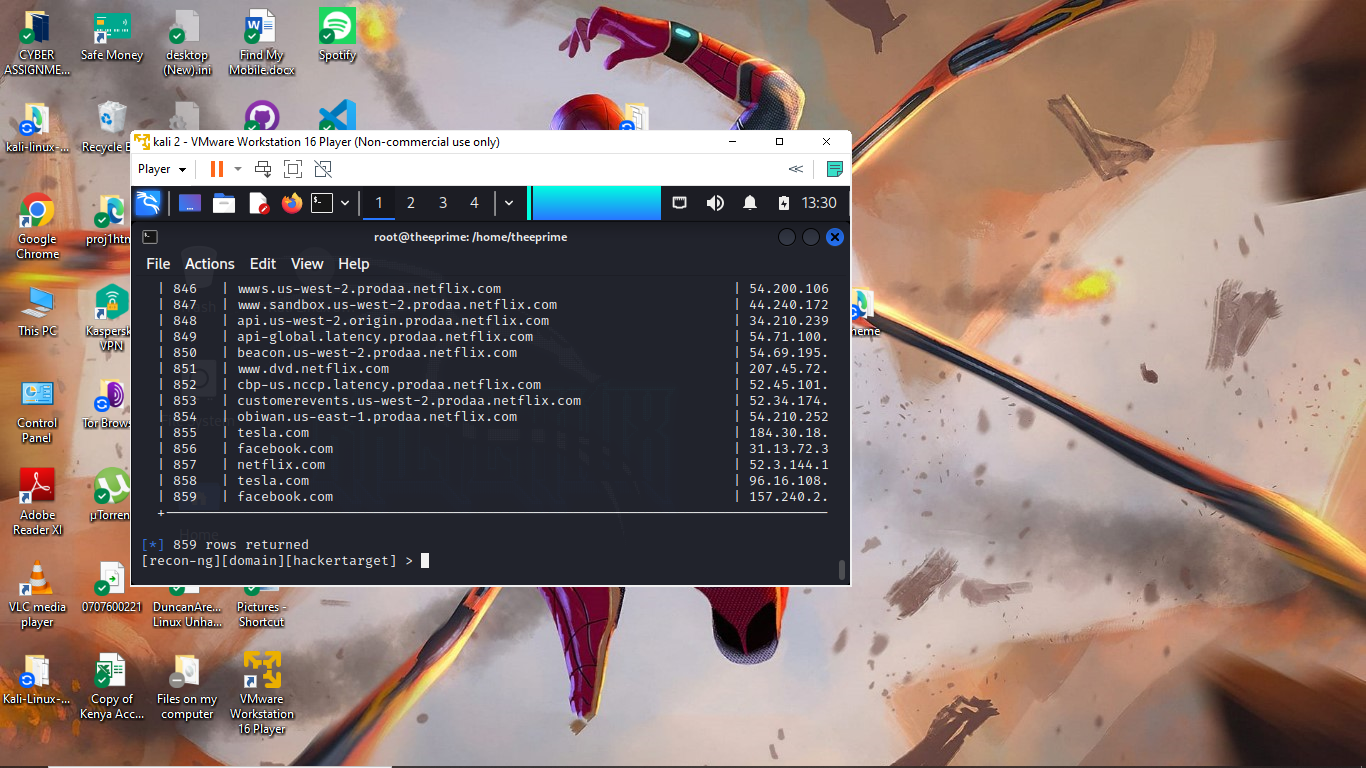 CYBER
ASSIGNME...
Safe Money
desktop
(New).ini
Find My
Mobile.docx
Spotify
kali-linux-...
Recycle
kali 2 - VMware Workstation 16 Player (Non-commercial use only)
Player
1 2 3 4
13:30
root@theeprime: /home/theeprime
File Actions Edit View Help
| 846 | wwws.us-west-2.prodaa.netflix.com | 54.200.106
| 847 | www.sandbox.us-west-2.prodaa.netflix.com | 44.240.172
| 848 | api.us-west-2.origin.prodaa.netflix.com | 34.210.239
| 849 | api-global.latency.prodaa.netflix.com | 54.71.100.
| 850 | beacon.us-west-2.prodaa.netflix.com | 54.69.195.
| 851 | www.dvd.netflix.com | 207.45.72.
| 852 | cbp-us.nccp.latency.prodaa.netflix.com | 52.45.101.
| 853 | customerevents.us-west-2.prodaa.netflix.com | 52.34.174.
| 854 | obiwan.us-east-1.prodaa.netflix.com | 54.210.252
| 855 | tesla.com | 184.30.18.
| 856 | facebook.com | 31.13.72.3
| 857 | netflix.com | 52.3.144.1
| 858 | tesla.com | 96.16.108.
| 859 | facebook.com | 157.240.2.
[*] 859 rows returned
[recon-ng][domain][hackertarget] >
Google
Chrome
proj1htn
This PC
Kaspersk
VPN
heme
Control
Panel
Tor Brows
Adobe
Reader XI
µTorren
VLC media
player
0707600221
DuncanAre...
Linux Unha...
Pictures -
Shortcut
Kali-Linux-...
Copy of
Kenya Acc...
Files on my
computer
VMware
Workstation
16 Player